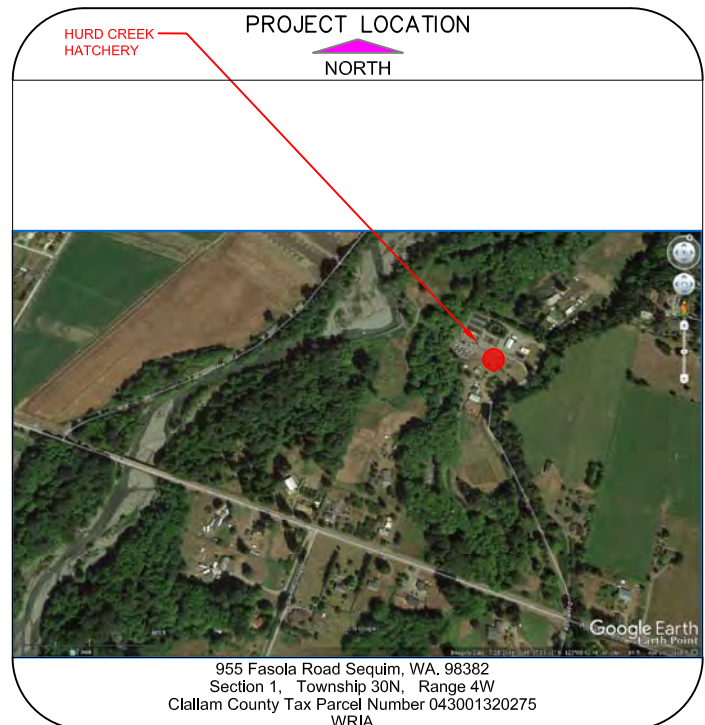 PROJECT LOCATION
HURD CREEK
HATCHERY
NORTH
Google Earth
Earth Point
955 Fasola Road Sequim, WA. 98382
Section 1, Township 30N, Range 4W
Clallam County Tax Parcel Number 043001320275
WRIA